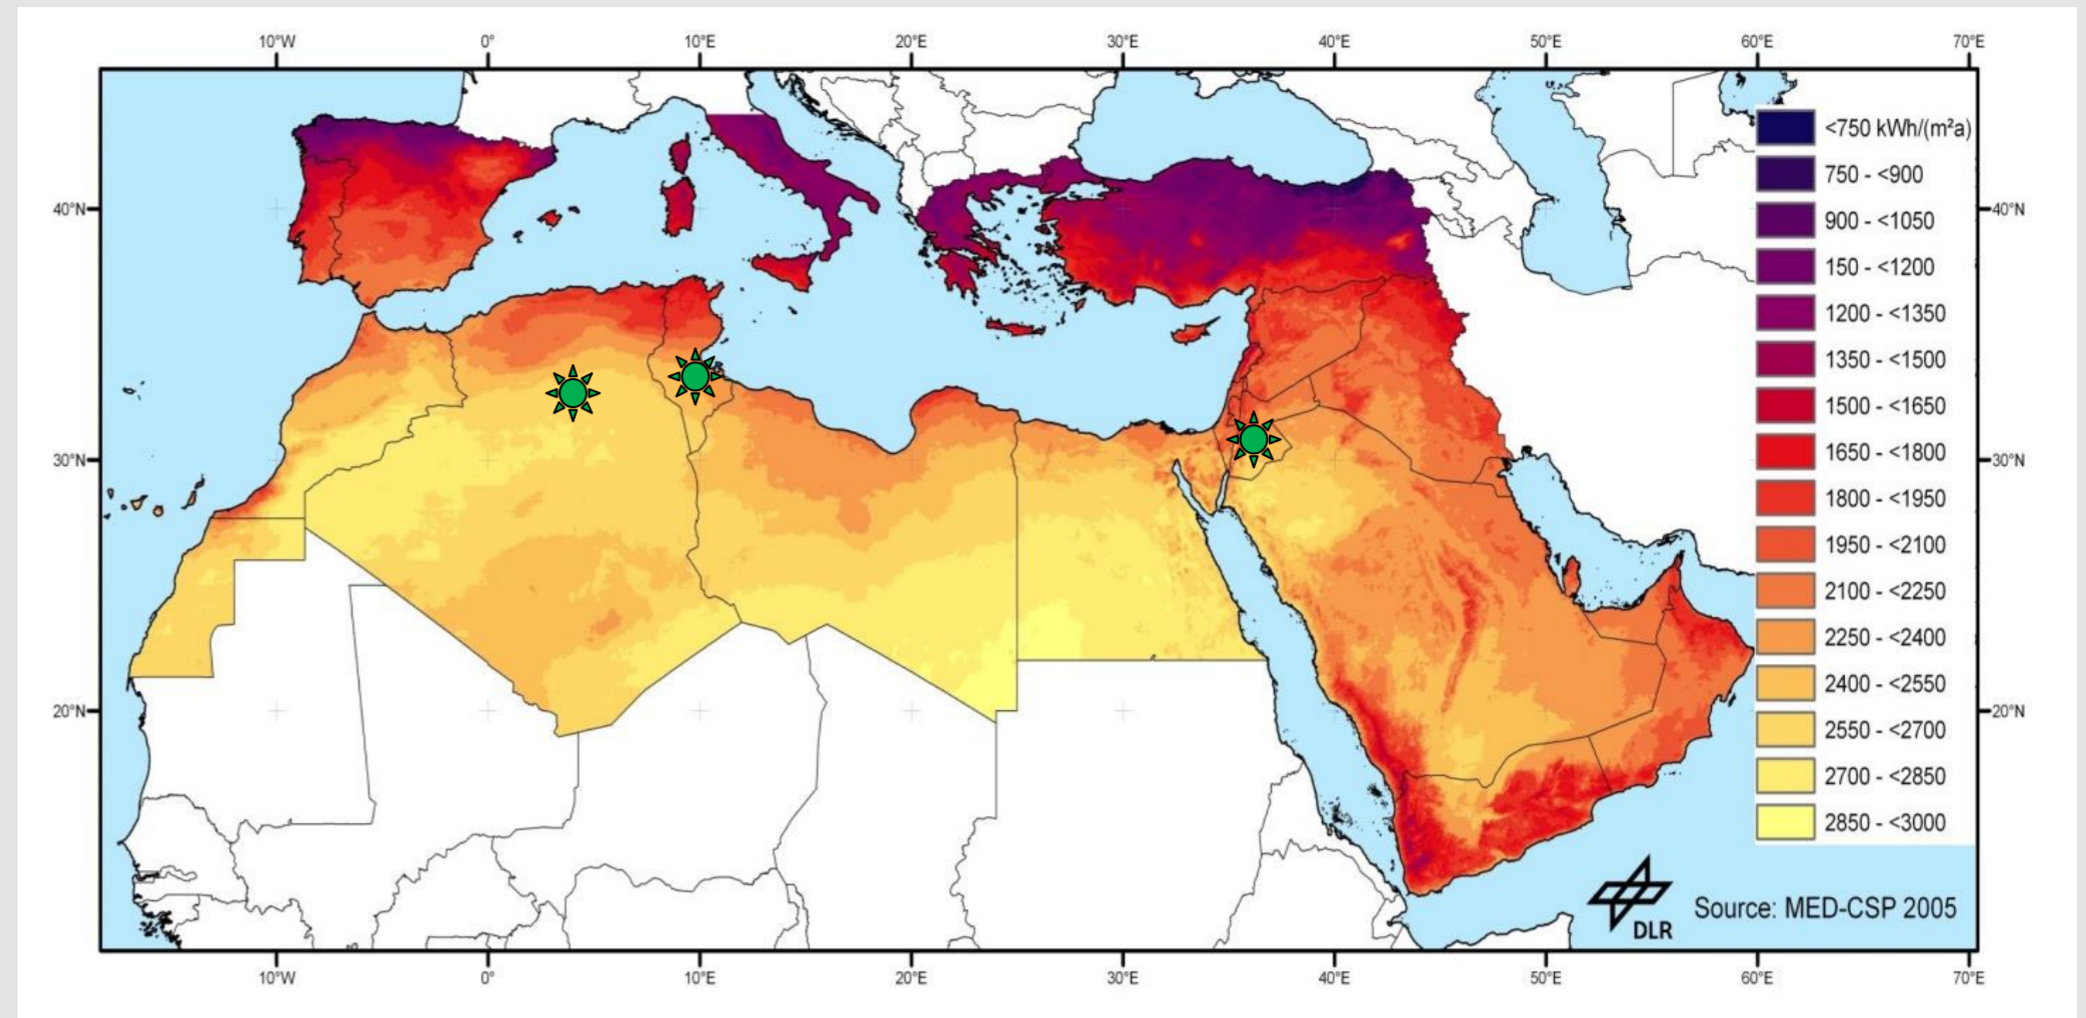 10°W 0° 10°E 20°E 30°E 40°E 50°E 60°E 70°E
<750 kWh/(m²a)
750 - <900
40°N 40°N
900 - <1050
150 - <1200
1200 - <1350
1350 - <1500
1500 - <1650
30°N 30°N
1650 - <1800
1800 - <1950
1950 - <2100
2100 - <2250
2250 - <2400
2400 - <2550
20°N 20°N
2550 - <2700
2700 - <2850
2850 - <3000
DLR
Source: MED-CSP 2005
10°W 0° 10°E 20°E 30°E 40°E 50°E 60°E 70°E